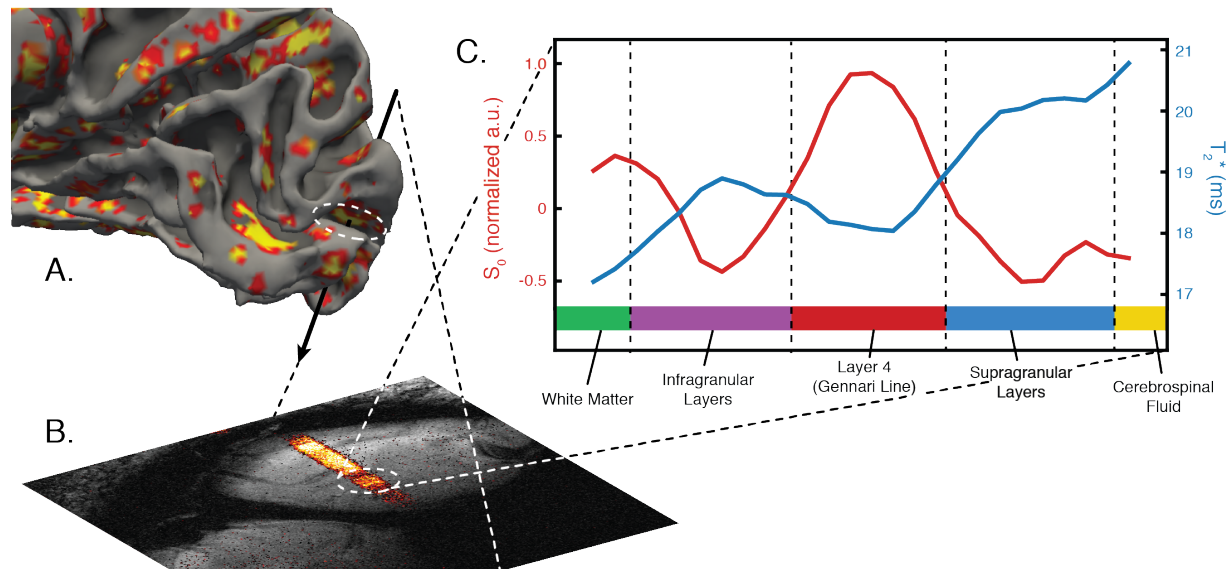 A.
B.
C.
S₀ (normalized a.u.)
1.0
0.5
0
-0.5
T₂* (ms)
21
20
19
18
17
White Matter
Infragranular
Layers
Layer 4
(Gennari Line)
Supragranular
Layers
Cerebrospinal
Fluid